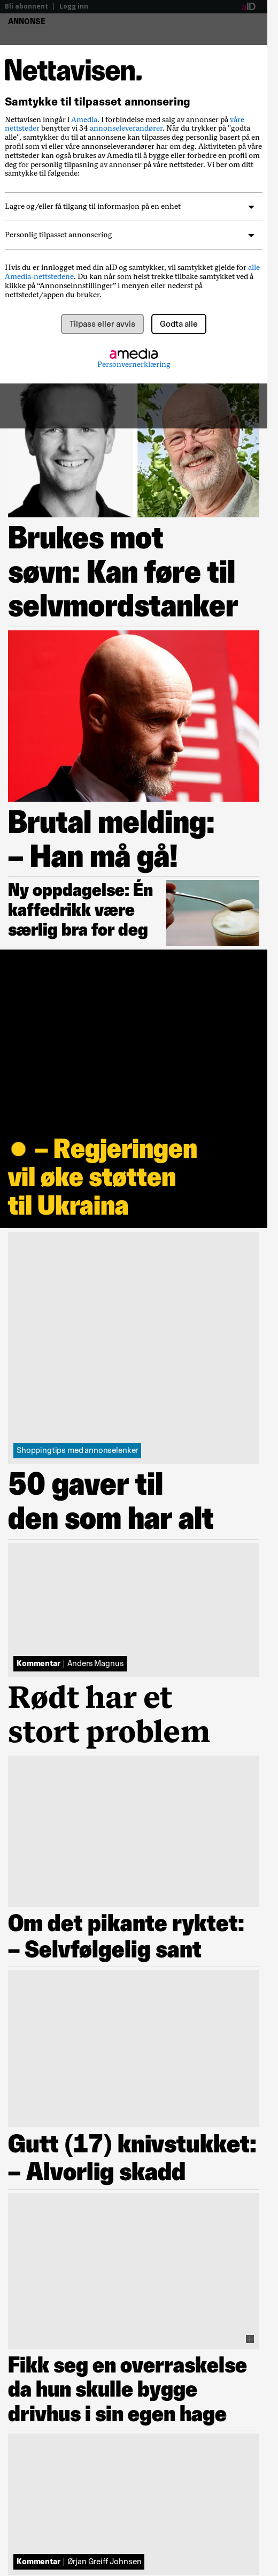 Bli abonnent | Logg inn
aID
ANNONSE
Nettavisen.
Samtykke til tilpasset annonsering
Nettavisen inngår i Amedia. I forbindelse med salg av annonser på våre
nettsteder benytter vi 34 annonseleverandører. Når du trykker på "godta
alle", samtykker du til at annonsene kan tilpasses deg personlig basert på en
profil som vi eller våre annonseleverandører har om deg. Aktiviteten på våre
nettsteder kan også brukes av Amedia til å bygge eller forbedre en profil om
deg for personlig tilpasning av annonser på våre nettsteder. Vi ber om ditt
samtykke til følgende:
Lagre og/eller få tilgang til informasjon på en enhet
Personlig tilpasset annonsering
Hvis du er innlogget med din aID og samtykker, vil samtykket gjelde for alle
Amedia-nettstedene. Du kan når som helst trekke tilbake samtykket ved å
klikke på “Annonseinnstillinger” i menyen eller nederst på
nettstedet/appen du bruker.
Tilpass eller avvis
Godta alle
amedia
Personvernerklæring
Brukes mot
søvn: Kan føre til
selvmordstanker
Brutal melding:
– Han må gå!
Ny oppdagelse: Én
kaffedrikk være
særlig bra for deg
– Regjeringen
vil øke støtten
til Ukraina
Shoppingtips med annonselenker
50 gaver til
den som har alt
Kommentar | Anders Magnus
Rødt har et
stort problem
Om det pikante ryktet:
– Selvfølgelig sant
Gutt (17) knivstukket:
– Alvorlig skadd
Fikk seg en overraskelse
da hun skulle bygge
drivhus i sin egen hage
Kommentar | Ørjan Greiff Johnsen